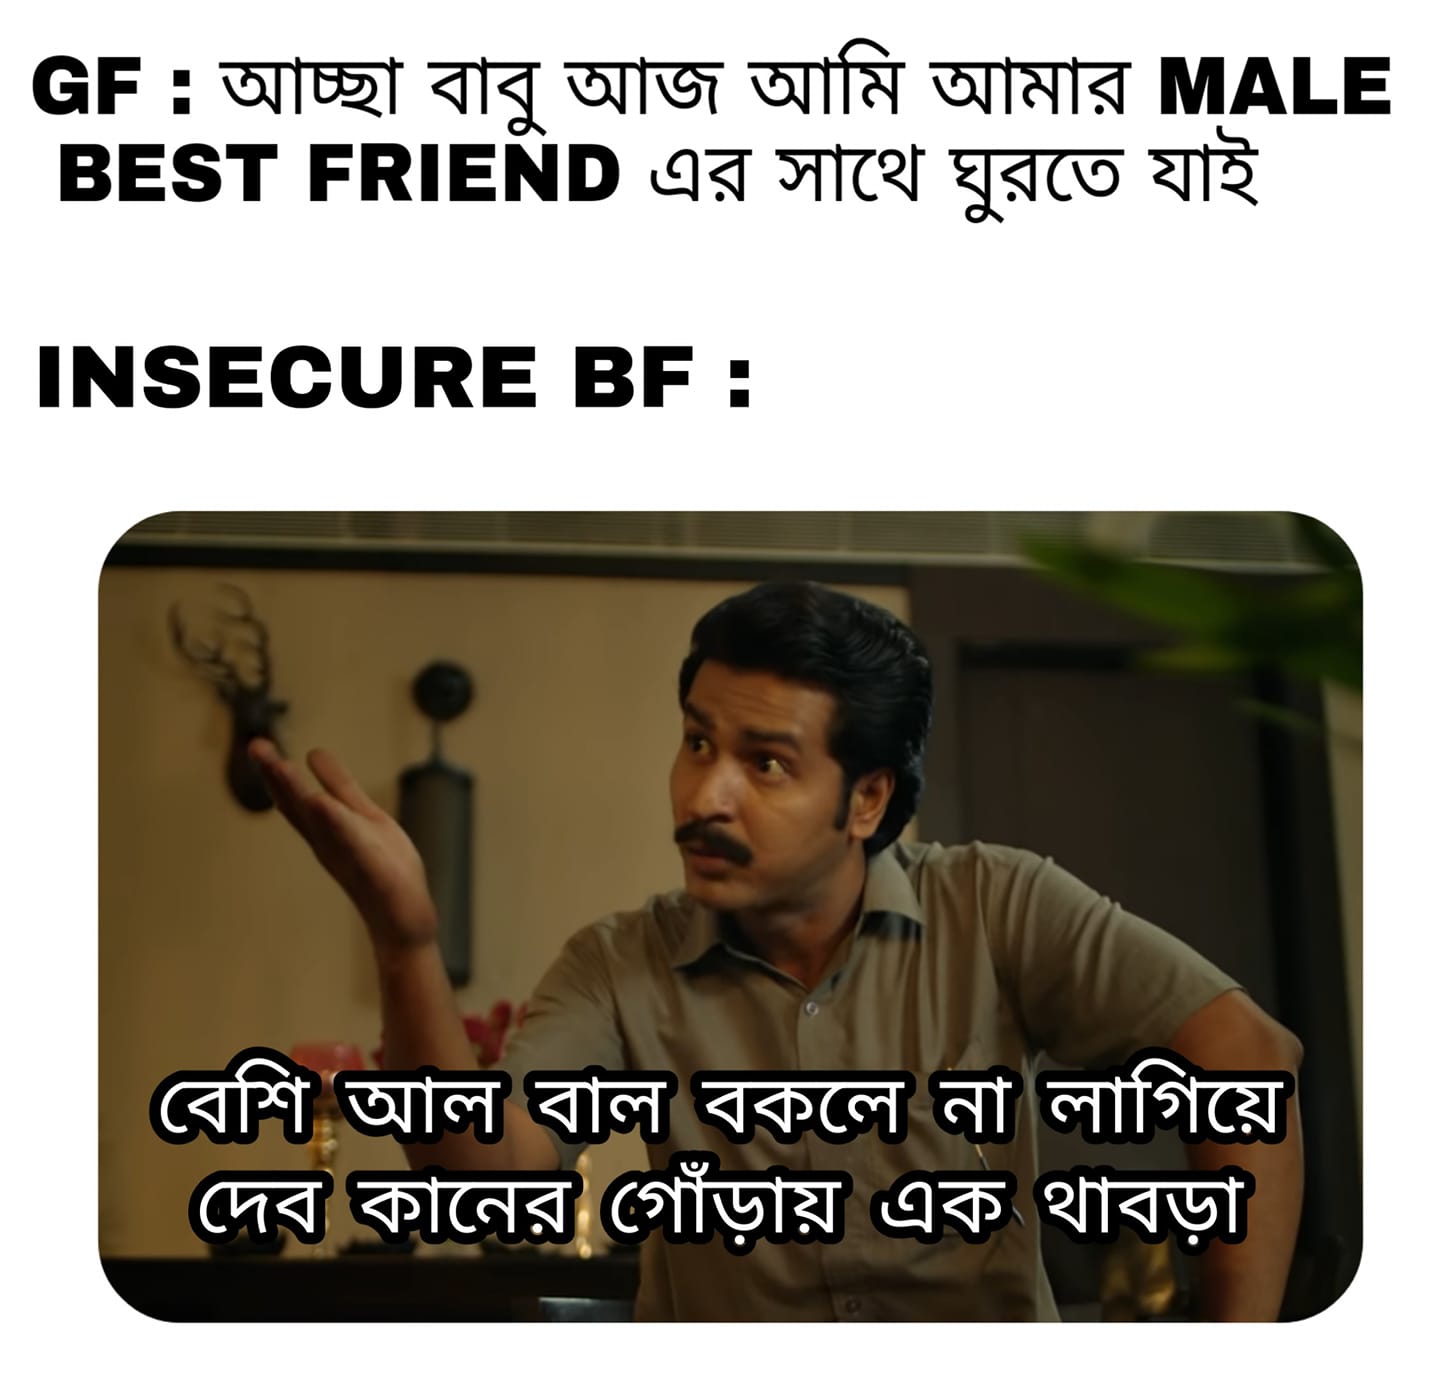 GF : আচ্ছা বাবু আজ আমি আমার MALE
BEST FRIEND এর সাথে ঘুরতে যাই
INSECURE BF :
বেশি আল বাল বকলে না লাগিয়ে
দেব কানের গোঁড়ায় এক থাবড়া